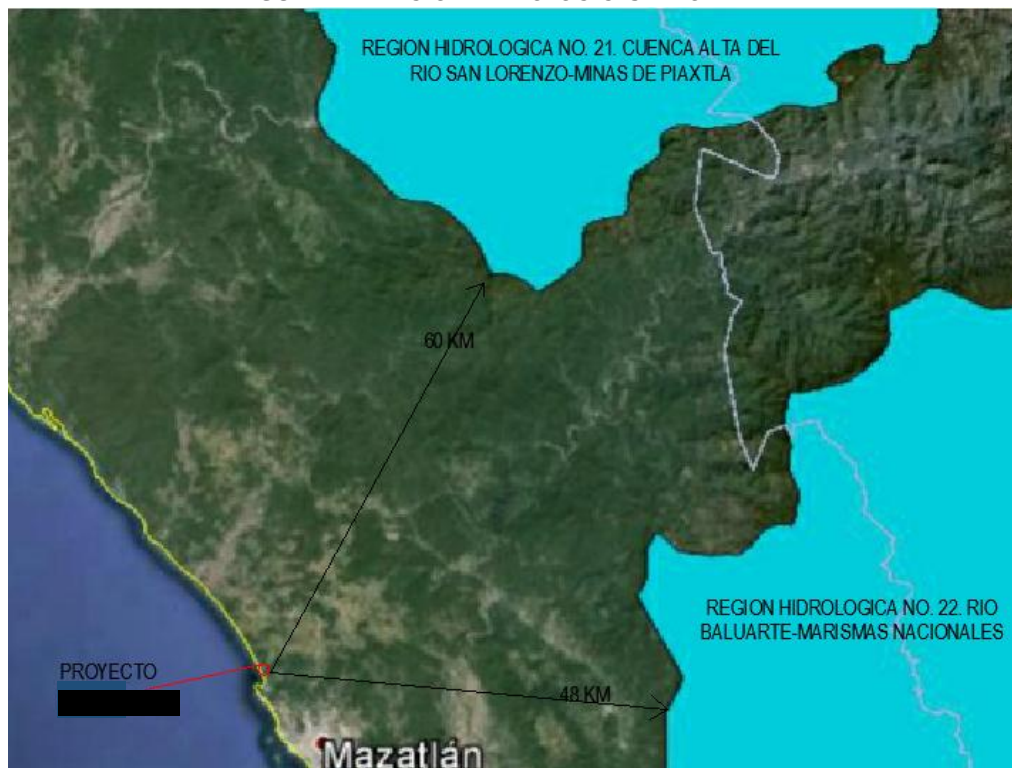 REGION HIDROLOGICA NO. 21. CUENCA ALTA DEL
RIO SAN LORENZO-MINAS DE PIAXTLA
60 KM
REGION HIDROLOGICA NO. 22. RIO
BALUARTE-MARISMAS NACIONALES
PROYECTO
48 KM
Mazatlán